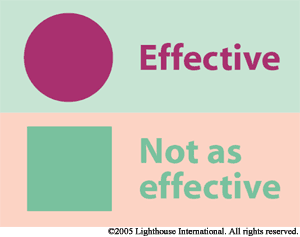 Effective
Not as
effective
©2005 Lighthouse International. All rights reserved.